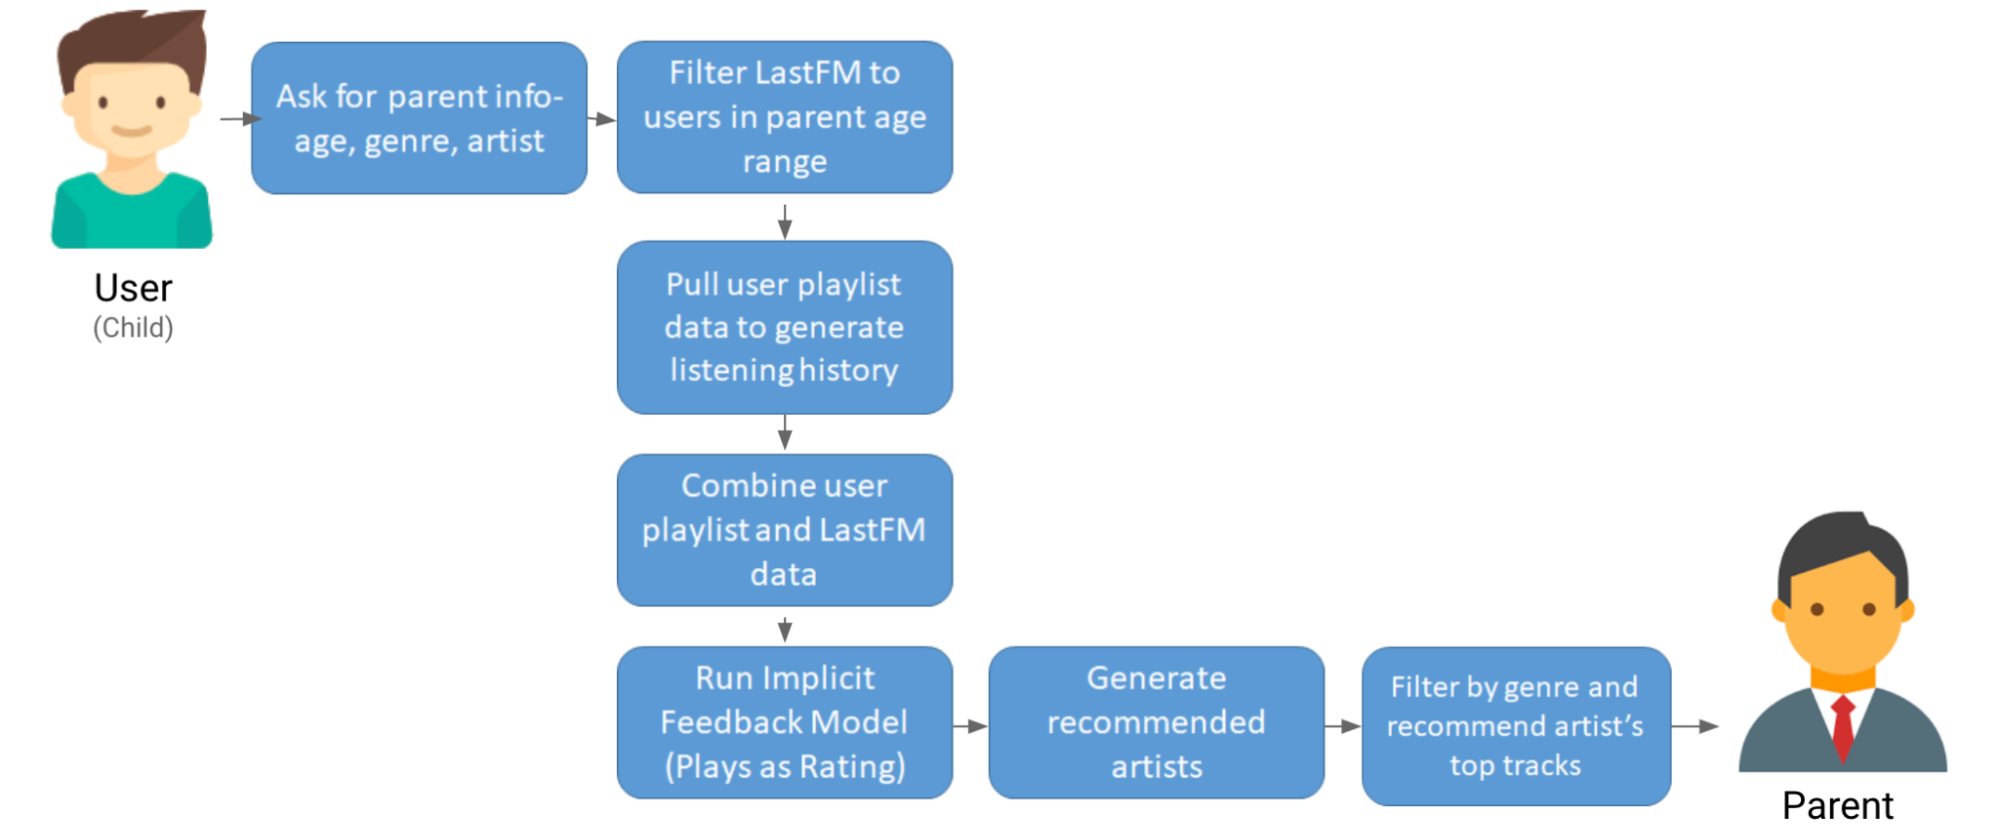 User
(Child)
Ask for parent info-
age, genre, artist
Filter LastFM to
users in parent age
range
Pull user playlist
data to generate
listening history
Combine user
playlist and LastFM
data
Run Implicit
Feedback Model
(Plays as Rating)
Generate
recommended
artists
Filter by genre and
recommend artist’s
top tracks
Parent